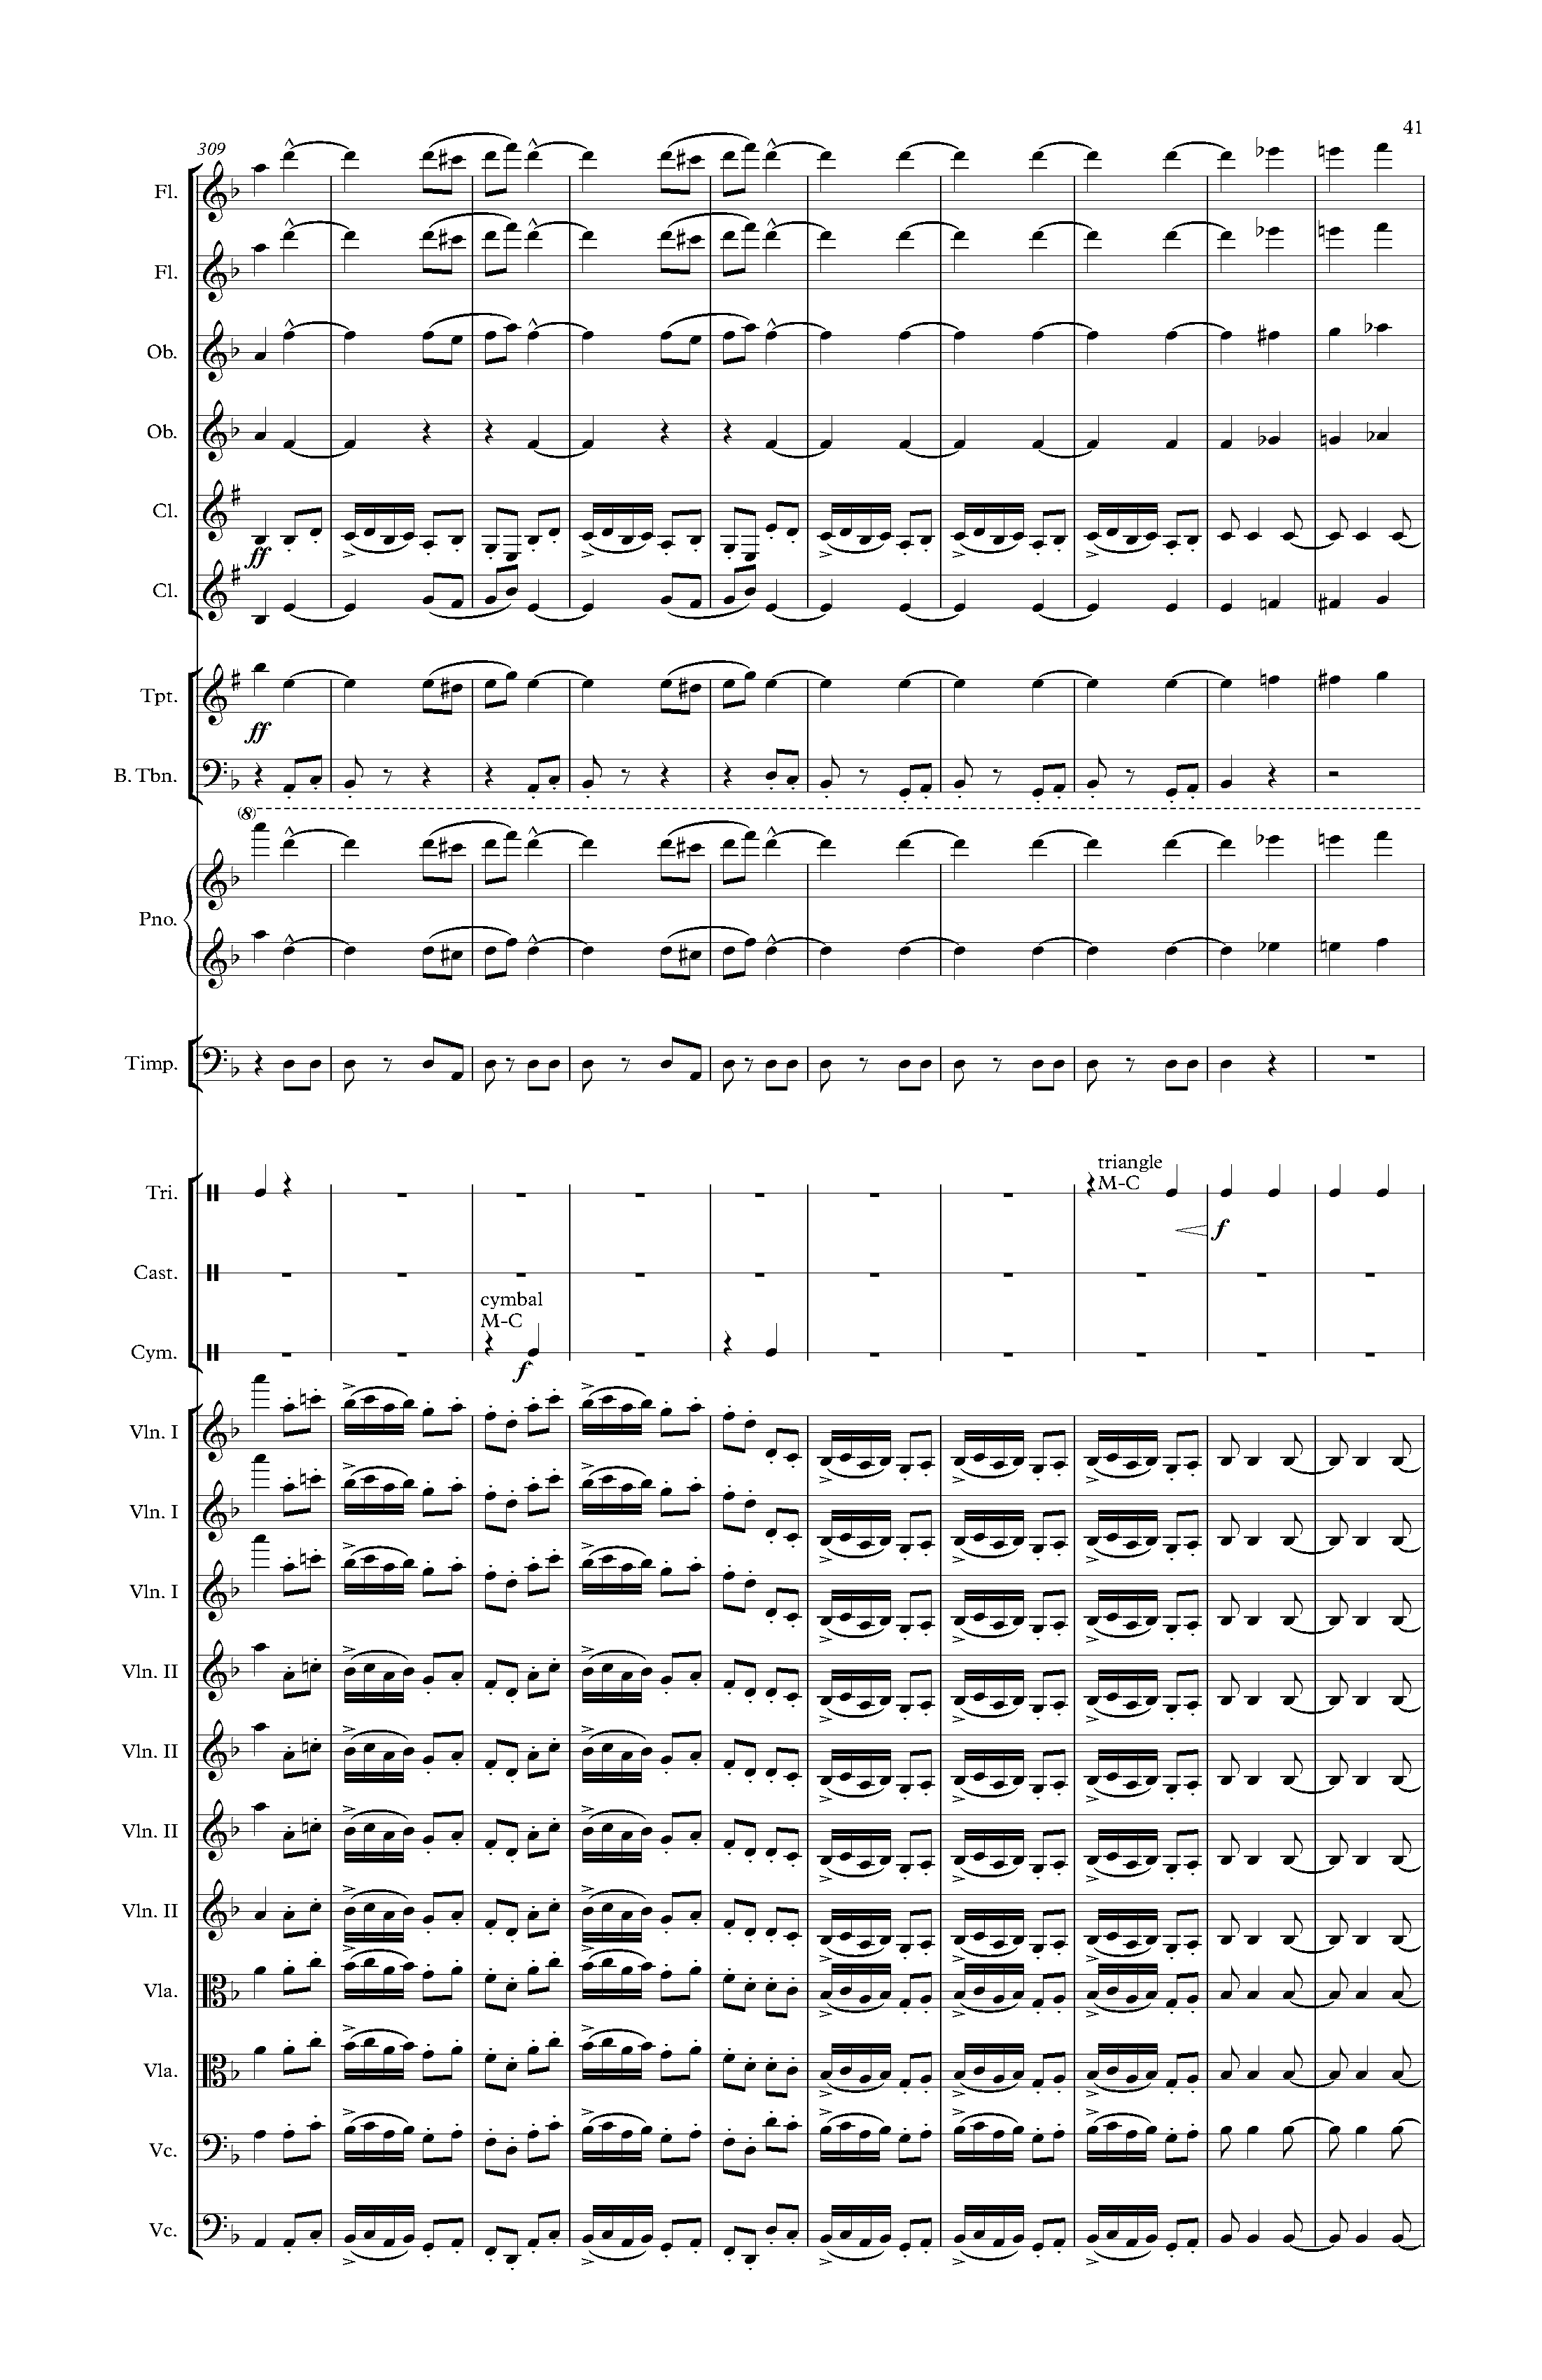 41
309
Fl.
Fl.
Ob.
Ob.
Cl.
ff
Cl.
Tpt.
ff
B. Tbn.
(8)
Pno.
Timp.
triangle
Tri.
M-C
f
Cast.
cymbal
M-C
Cym.
f
Vln. I
Vln. I
Vln. I
Vln. II
Vln. II
Vln. II
Vln. II
Vla.
Vla.
Vc.
Vc.